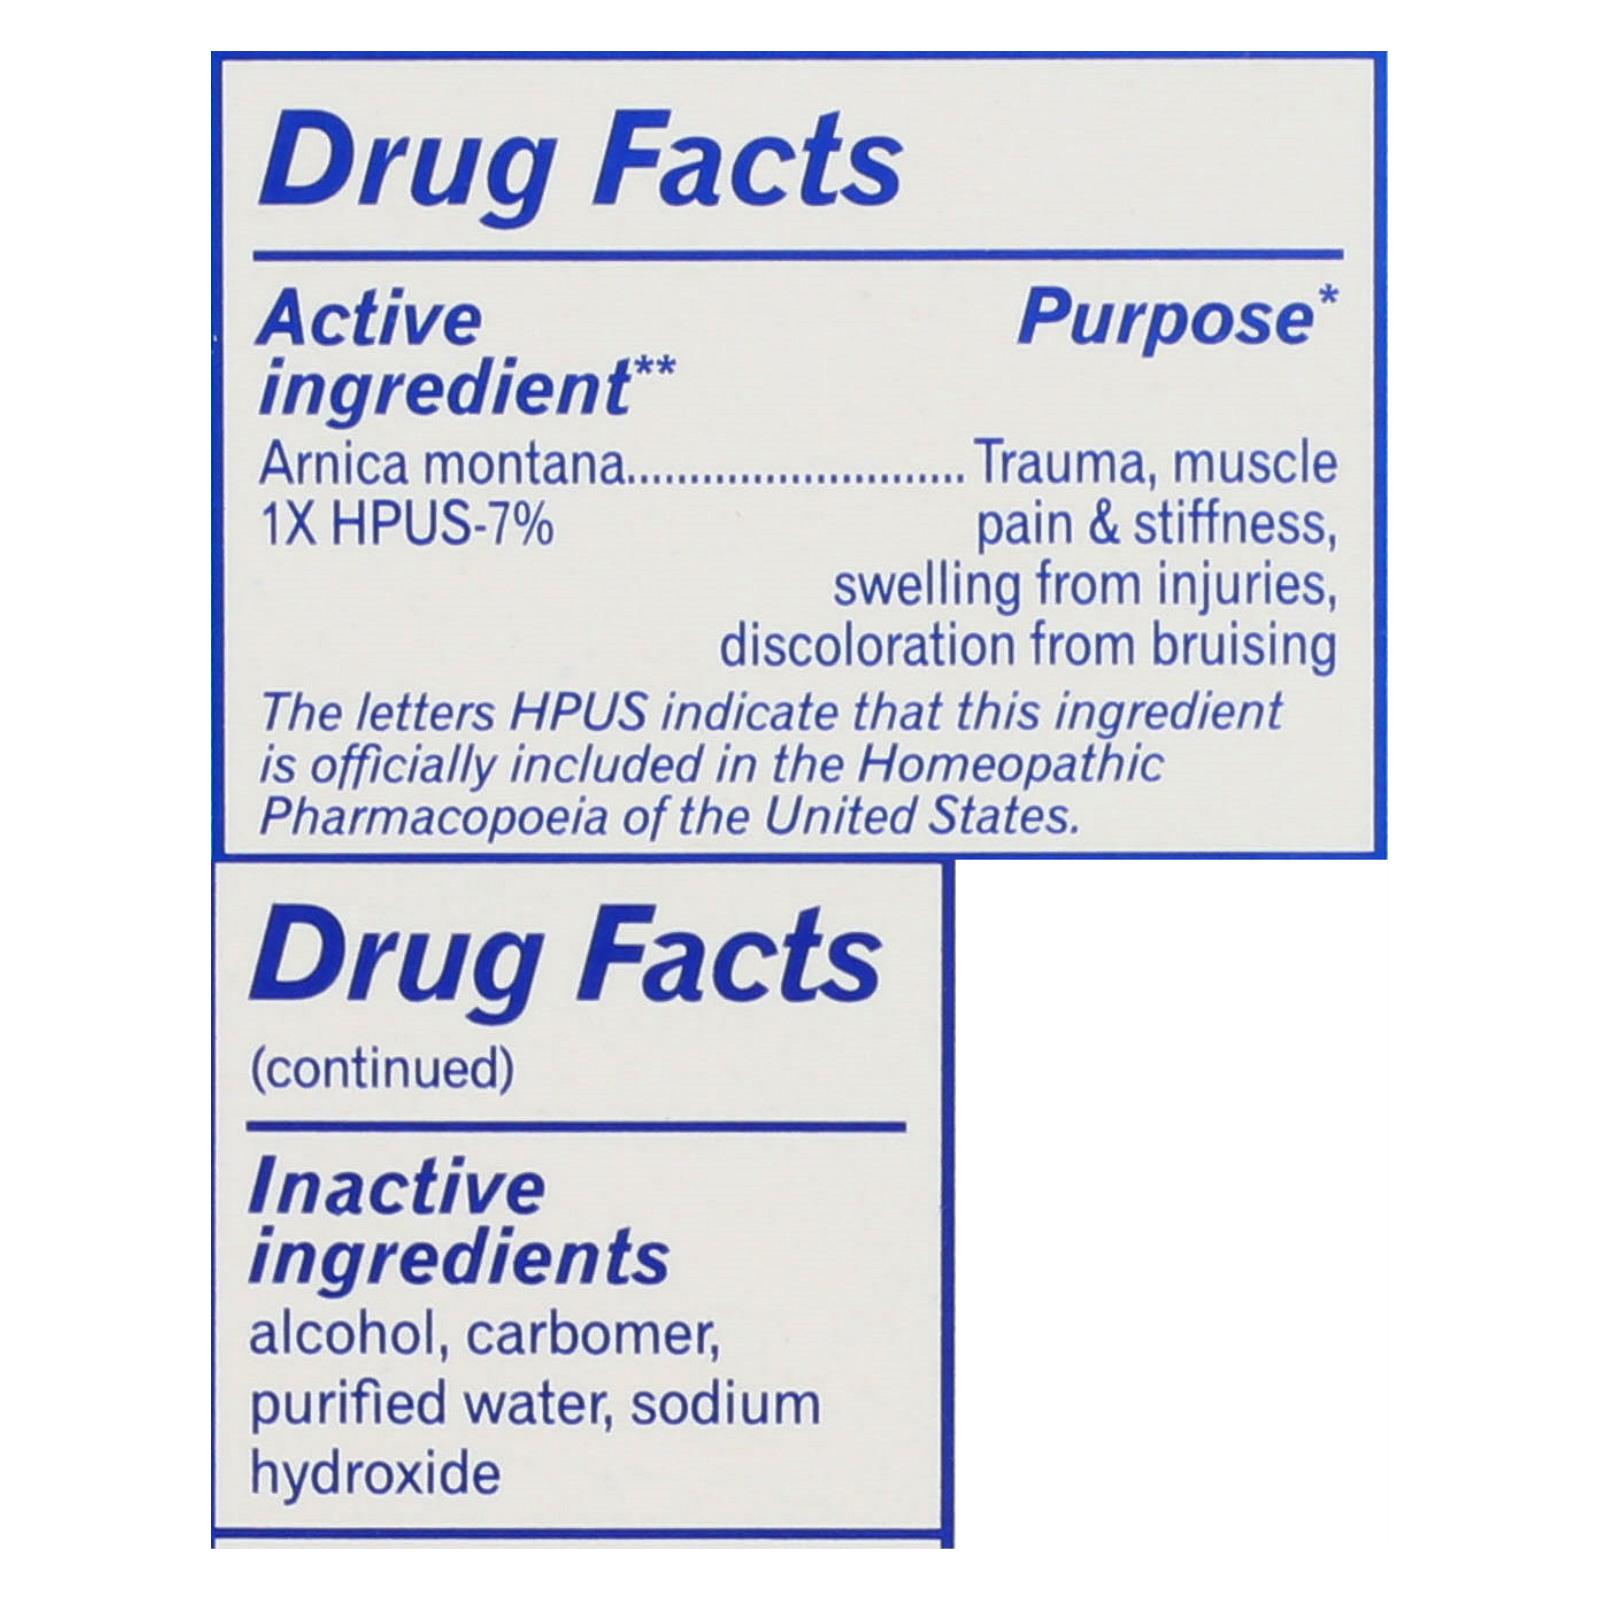 Drug Facts
Active
ingredient**
Purpose*
Arnica montana........................... Trauma, muscle
1X HPUS-7%
pain & stiffness,
swelling from injuries,
discoloration from bruising
The letters HPUS indicate that this ingredient
is officially included in the Homeopathic
Pharmacopoeia of the United States.
Drug Facts
(continued)
Inactive
ingredients
alcohol, carbomer,
purified water, sodium
hydroxide